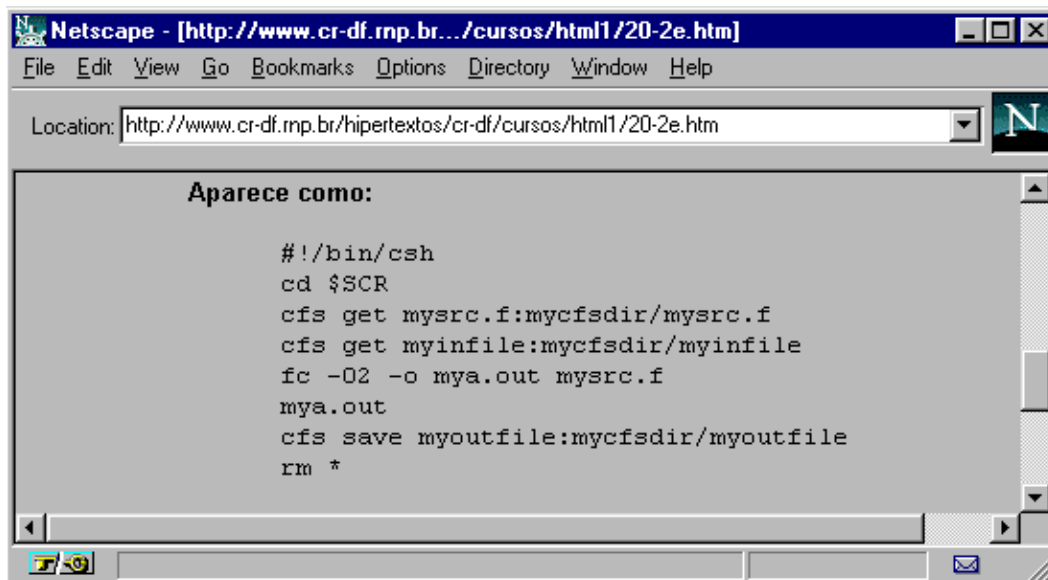 Netscape - [http://www.cr-df.rnp.br.../cursos/html1/20-2e.htm]
File Edit View Go Bookmarks Options Directory Window Help
Location: http://www.cr-df.rnp.br/hipertextos/cr-df/cursos/html1/20-2e.htm
N
Aparece como:
#!/bin/csh
cd $SCR
cfs get mysrc.f:mycfsdir/mysrc.f
cfs get myinfile:mycfsdir/myinfile
fc -O2 -o mya.out mysrc.f
mya.out
cfs save myoutfile:mycfsdir/myoutfile
rm *